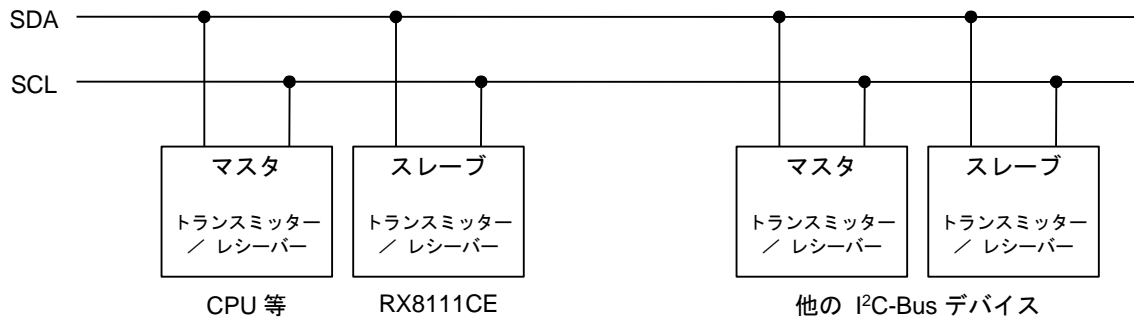 SDA
SCL
マスタ
トランスミッター
／ レシーバー
CPU 等
スレーブ
トランスミッター
／ レシーバー
RX8111CE
マスタ
トランスミッター
／ レシーバー
スレーブ
トランスミッター
／ レシーバー
他の I²C-Bus デバイス